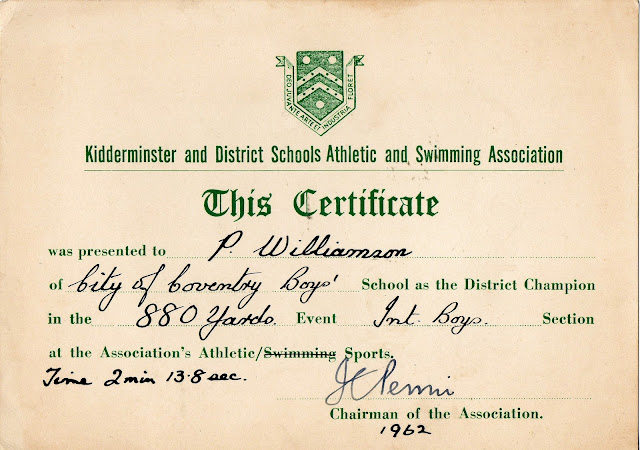 DEO JUVANTE ARTE ET INDUSTRIA FLORET
Kidderminster and District Schools Athletic and Swimming Association
This Certificate
was presented to P. Williamson
of City of Coventry Boys' School as the District Champion
in the 880 Yards. Event Int. Boys. Section
at the Association's Athletic/Swimming Sports.
Time 2 min 13.8 sec.
Chairman of the Association.
1962